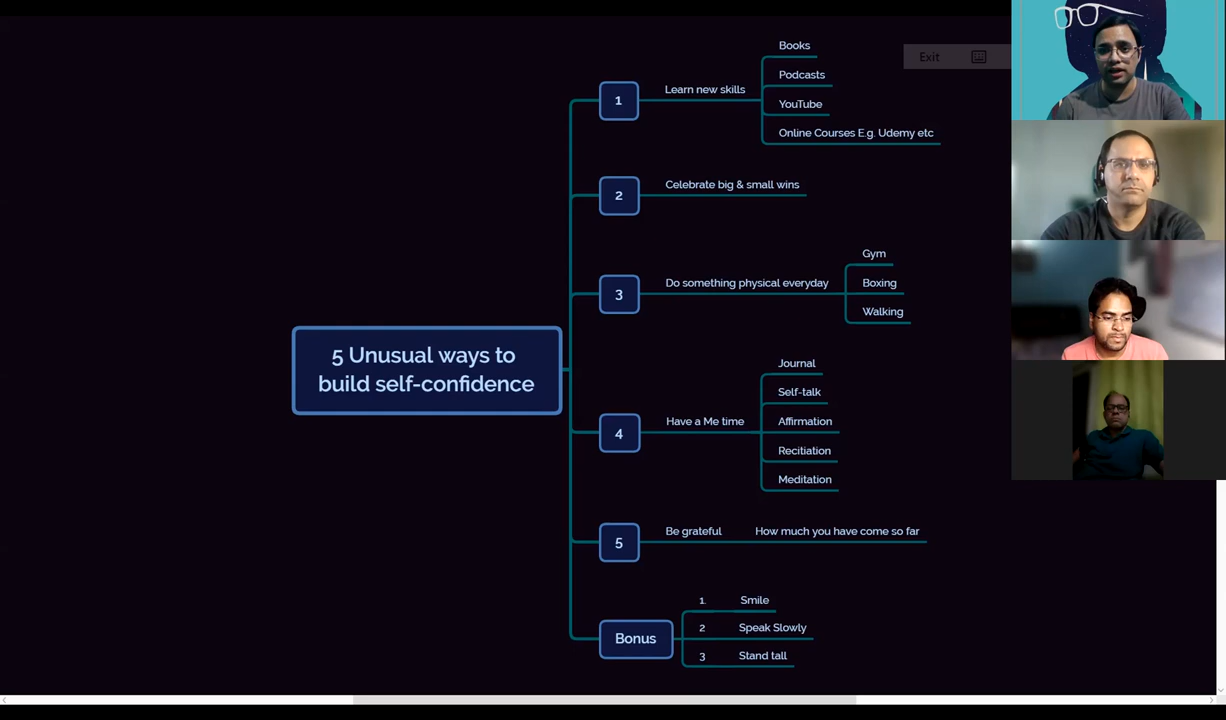 Exit
5 Unusual ways to
build self-confidence
1
Learn new skills
Books
Podcasts
YouTube
Online Courses E.g. Udemy etc
2
Celebrate big & small wins
3
Do something physical everyday
Gym
Boxing
Walking
4
Have a Me time
Journal
Self-talk
Affirmation
Recitiation
Meditation
5
Be grateful
How much you have come so far
Bonus
1. Smile
2 Speak Slowly
3 Stand tall